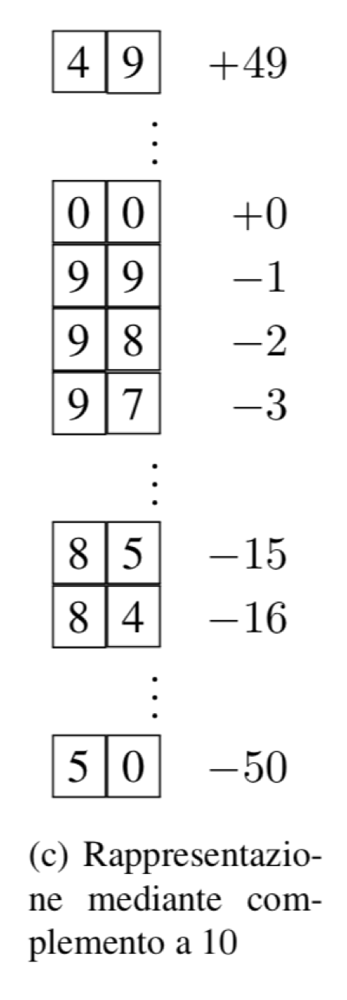 4 9 +49
⋮
0 0 +0
9 9 −1
9 8 −2
9 7 −3
⋮
8 5 −15
8 4 −16
⋮
5 0 −50
(c) Rappresentazio-
ne mediante com-
plemento a 10